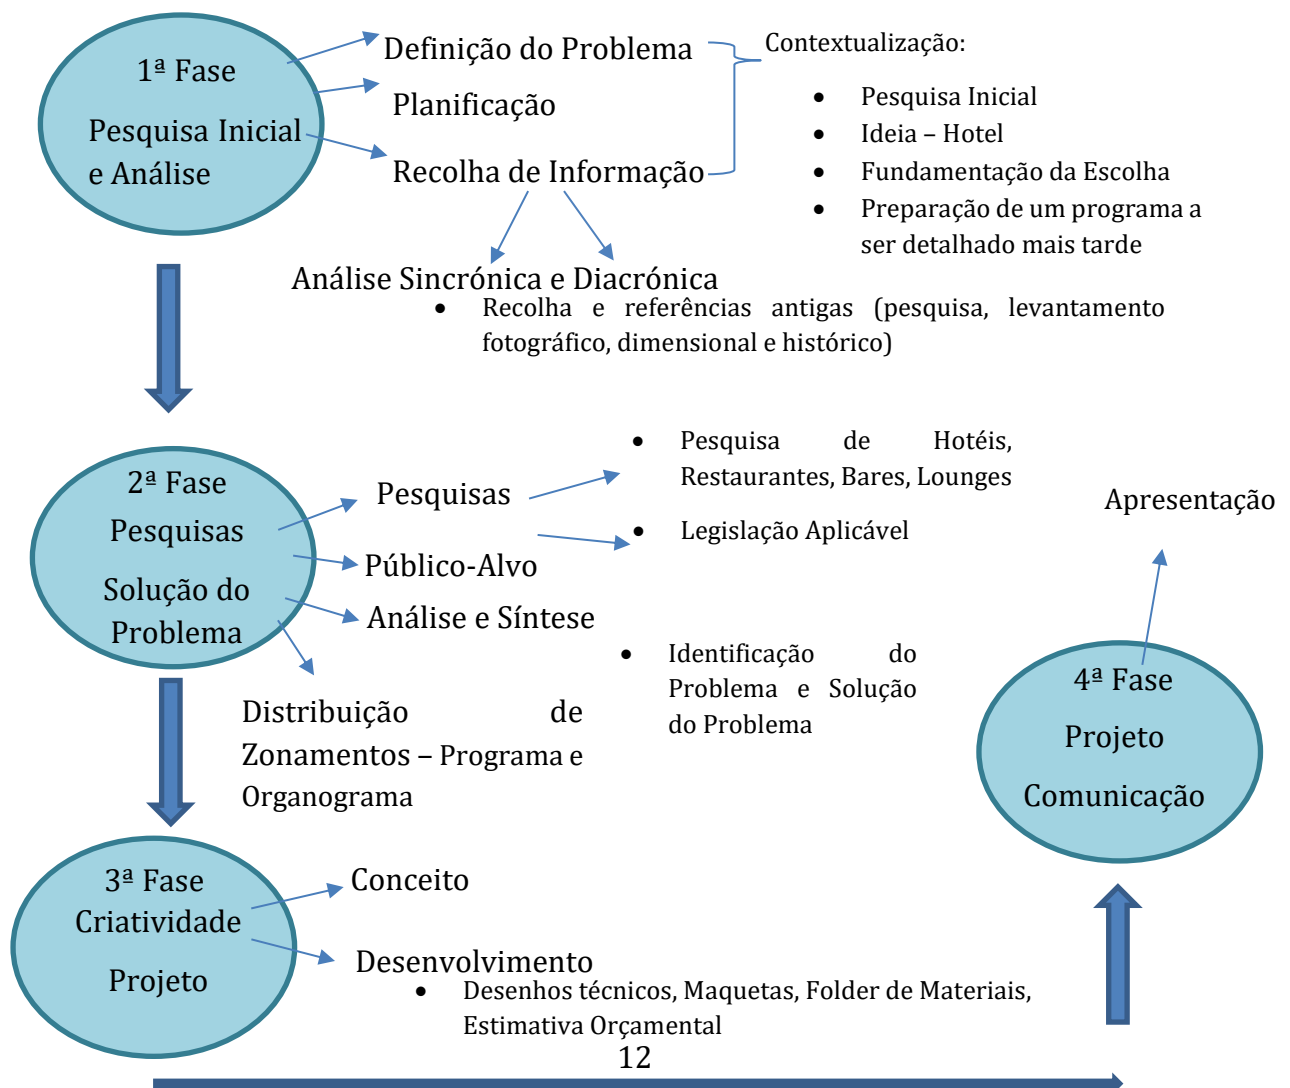 1ª Fase
Pesquisa Inicial
e Análise
Definição do Problema
Planificação
Recolha de Informação
Contextualização:
• Pesquisa Inicial
• Ideia – Hotel
• Fundamentação da Escolha
• Preparação de um programa a
ser detalhado mais tarde
Análise Sincrónica e Diacrónica
• Recolha e referências antigas (pesquisa, levantamento
fotográfico, dimensional e histórico)
2ª Fase
Pesquisas
Solução do
Problema
Pesquisas
• Pesquisa de Hotéis,
Restaurantes, Bares, Lounges
• Legislação Aplicável
Público-Alvo
Análise e Síntese
• Identificação do
Problema e Solução
do Problema
Distribuição de
Zonamentos – Programa e
Organograma
3ª Fase
Criatividade
Projeto
Conceito
Desenvolvimento
• Desenhos técnicos, Maquetas, Folder de Materiais,
Estimativa Orçamental
Apresentação
4ª Fase
Projeto
Comunicação
12